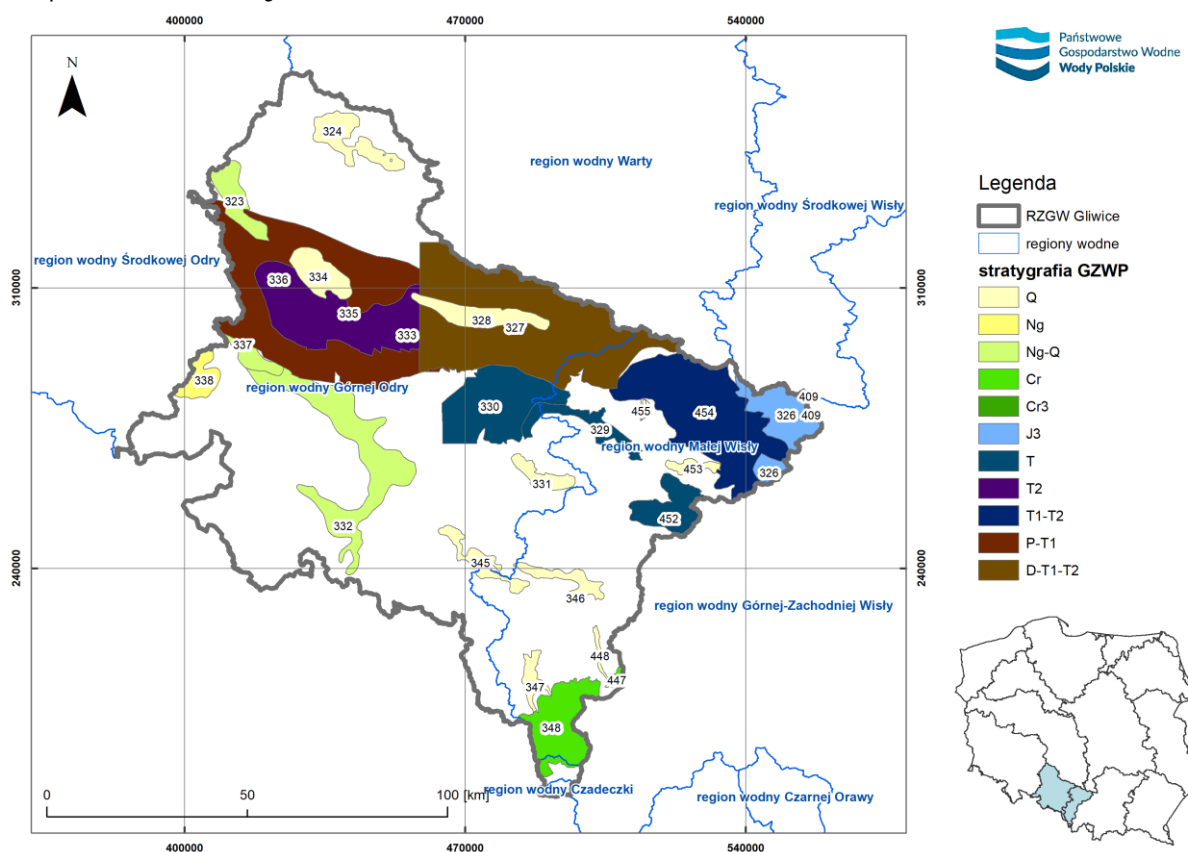 400000
470000
540000
N
Państwowe
Gospodarstwo Wodne
Wody Polskie
324
region wodny Warty
323
region wodny Środkowej Wisły
region wodny Środkowej Odry
310000
310000
336
334
335
333
328
327
337
338
region wodny Górnej Odry
330
329
455
454
409
326
409
region wodny Małej Wisły
331
453
326
332
452
240000
240000
345
346
region wodny Górnej-Zachodniej Wisły
448
447
347
348
0
50
100 [km]
region wodny Czadeczki
region wodny Czarnej Orawy
400000
470000
540000
Legenda
RZGW Gliwice
regiony wodne
stratygrafia GZWP
Q
Ng
Ng-Q
Cr
Cr3
J3
T
T2
T1-T2
P-T1
D-T1-T2